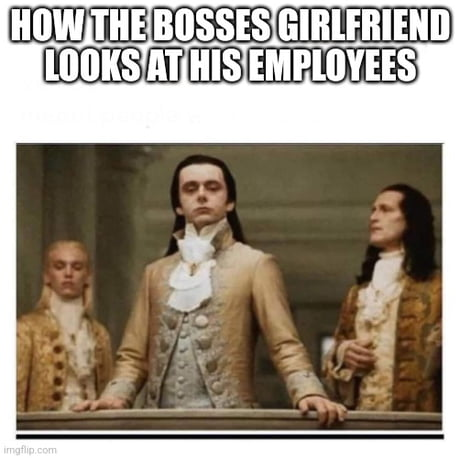 HOW THE BOSSES GIRLFRIEND
LOOKS AT HIS EMPLOYEES
imgflip.com